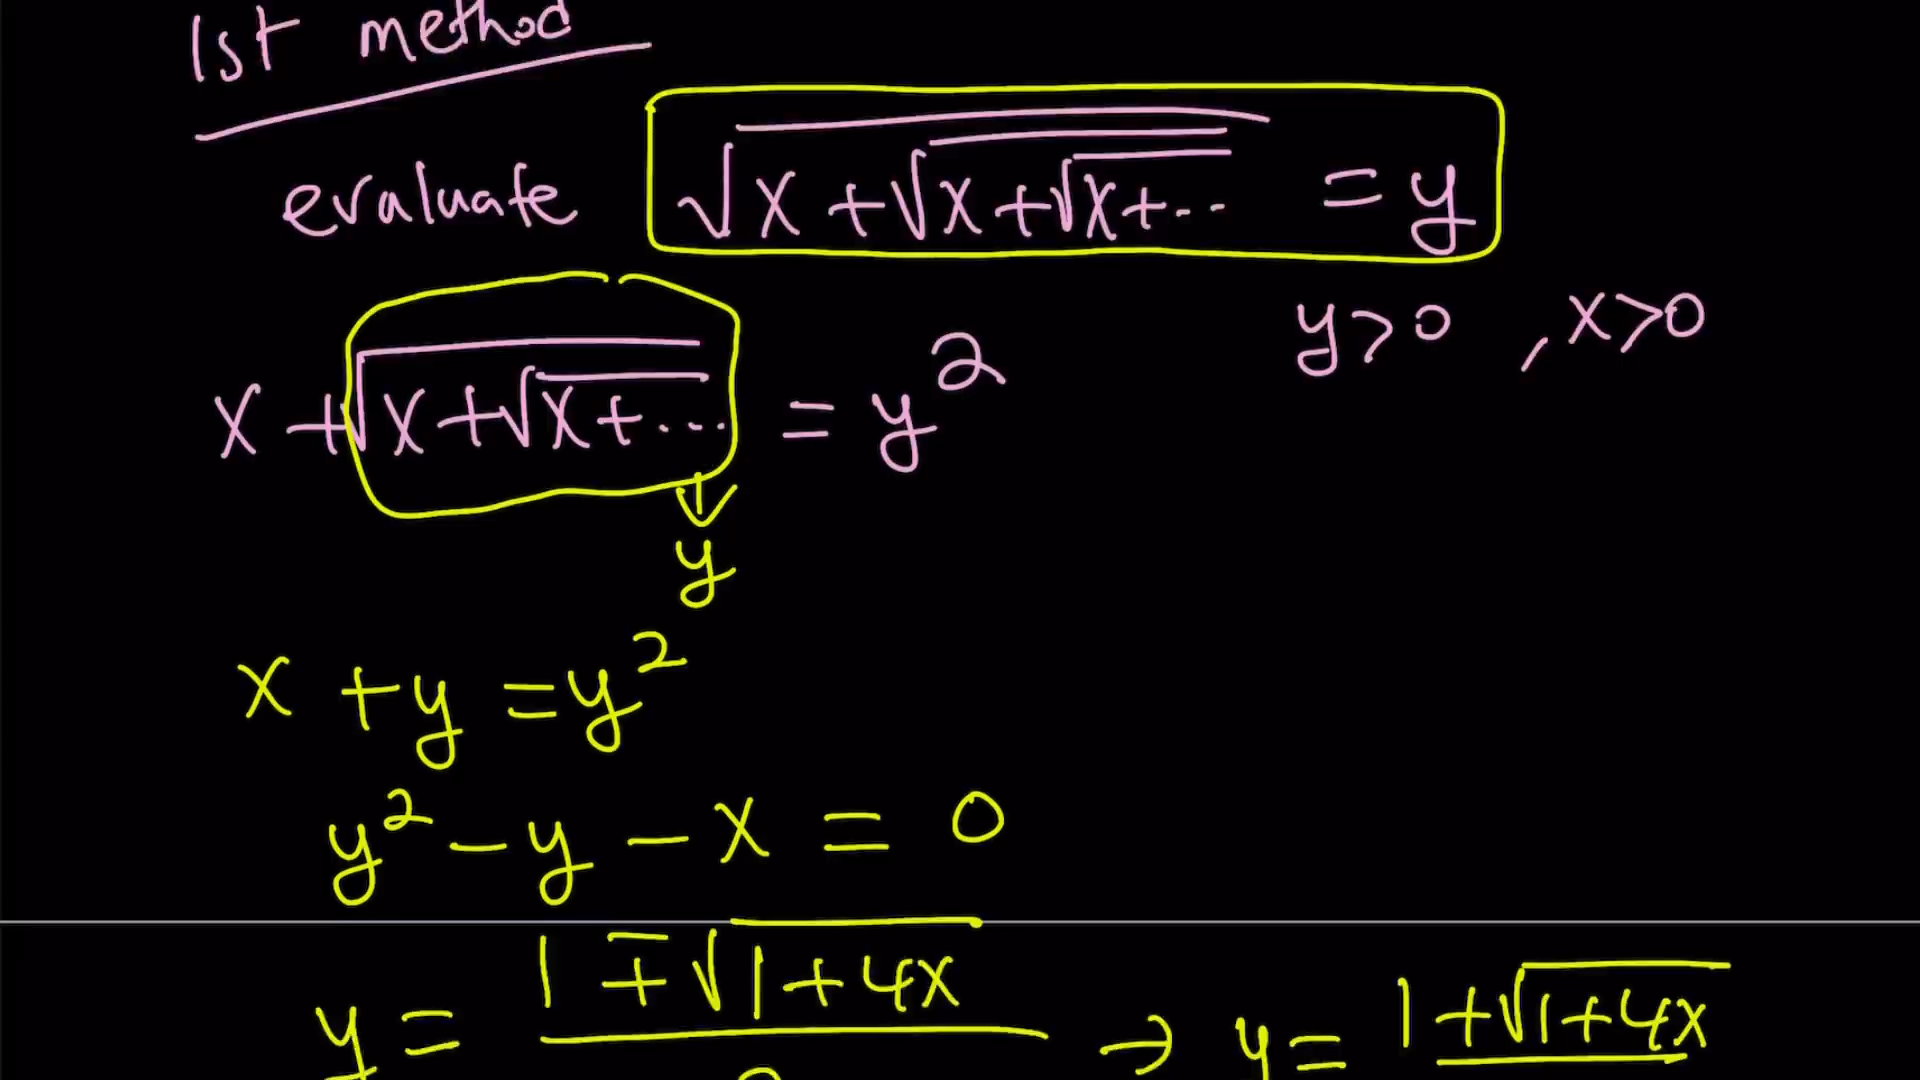 1st method
evaluate √(x+√(x+√(x+.. = y
y>0 , x>0
x+√(x+√(x+... = y²
y
x+y=y²
y²-y-x=0
y = 1∓√(1+4x) → y = 1+√(1+4x)